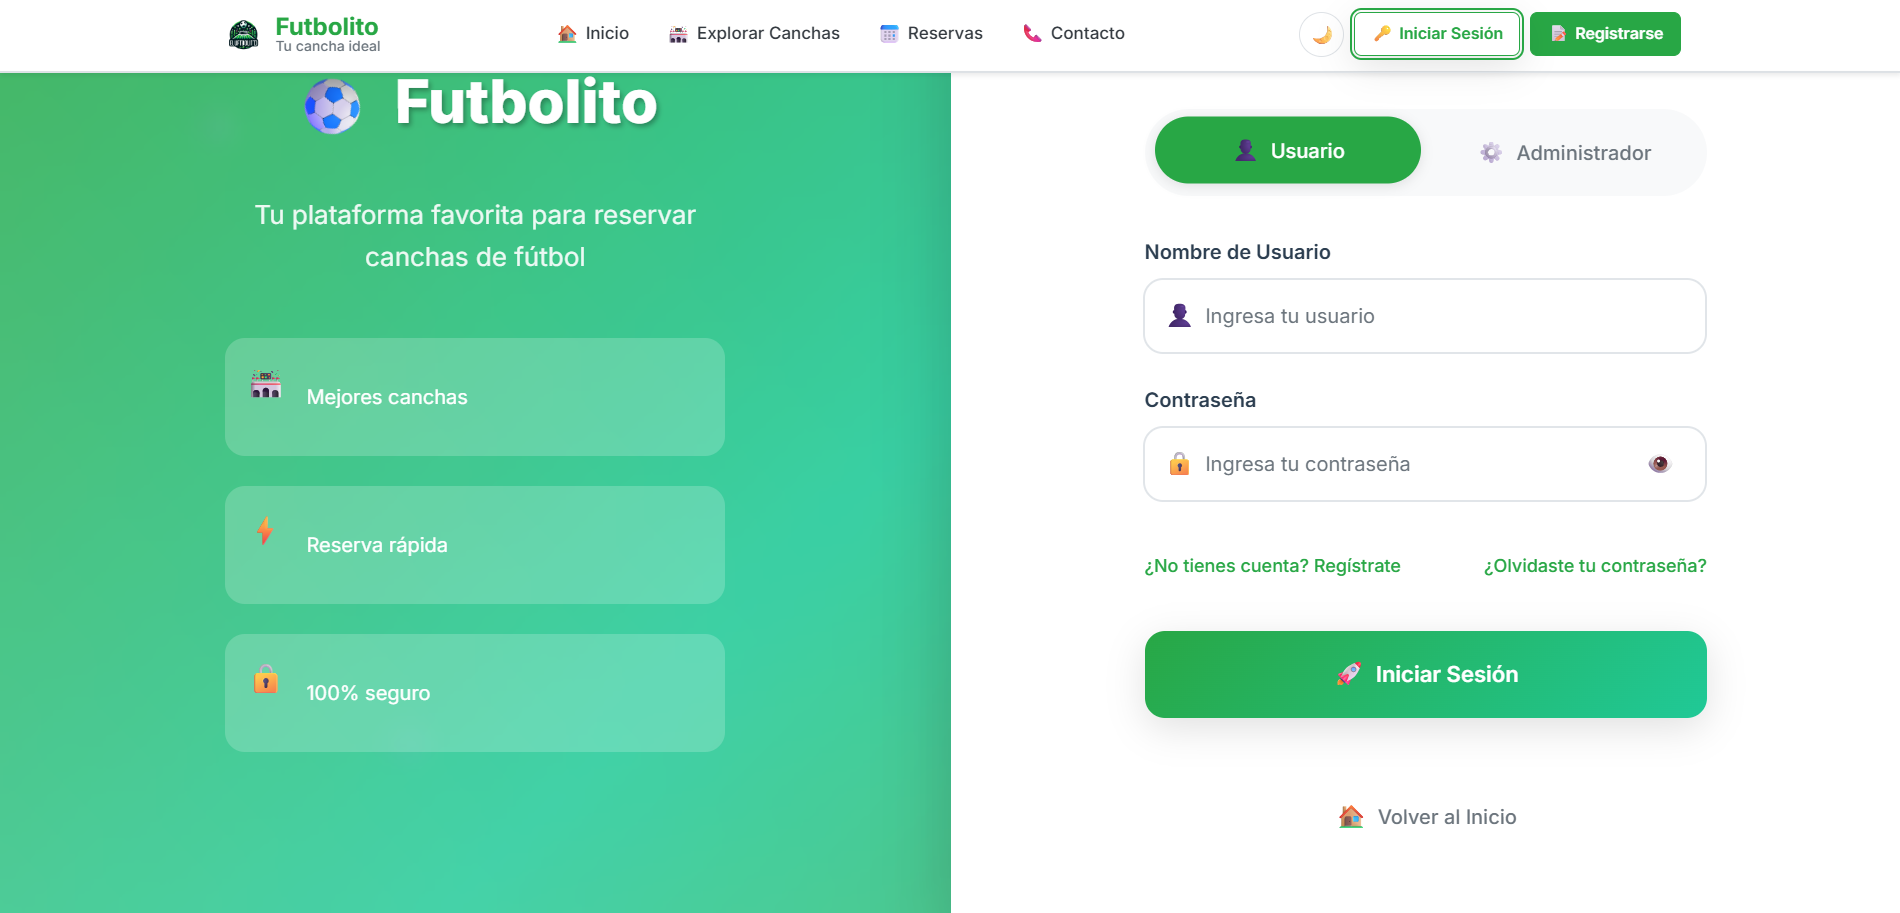 Futbolito
Tu cancha ideal
Inicio
Explorar Canchas
Reservas
Contacto
Iniciar Sesión
Registrarse
Futbolito
Tu plataforma favorita para reservar
canchas de fútbol
Mejores canchas
Reserva rápida
100% seguro
Usuario
Administrador
Nombre de Usuario
Ingresa tu usuario
Contraseña
Ingresa tu contraseña
¿No tienes cuenta? Regístrate
¿Olvidaste tu contraseña?
Iniciar Sesión
Volver al Inicio